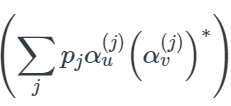 $$\left( \sum_{j} p_j \alpha_u^{(j)} \left( \alpha_v^{(j)} \right)^* \right)$$